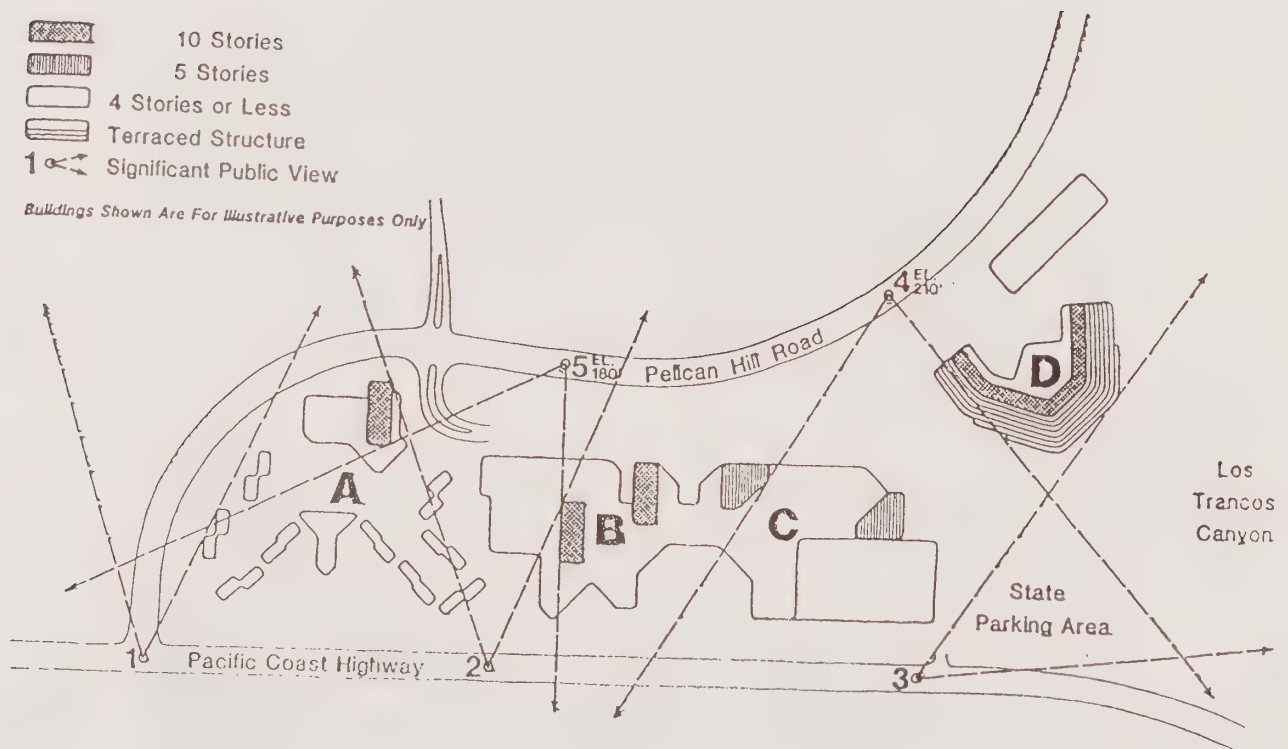 10 Stories
5 Stories
4 Stories or Less
Terraced Structure
1 Significant Public View
Buildings Shown Are For Illustrative Purposes Only
4 EL. 210'
5 EL. 180'
Pelican Hill Road
D
A
B
C
Los
Trancos
Canyon
State
Parking Area
1
Pacific Coast Highway
2
3